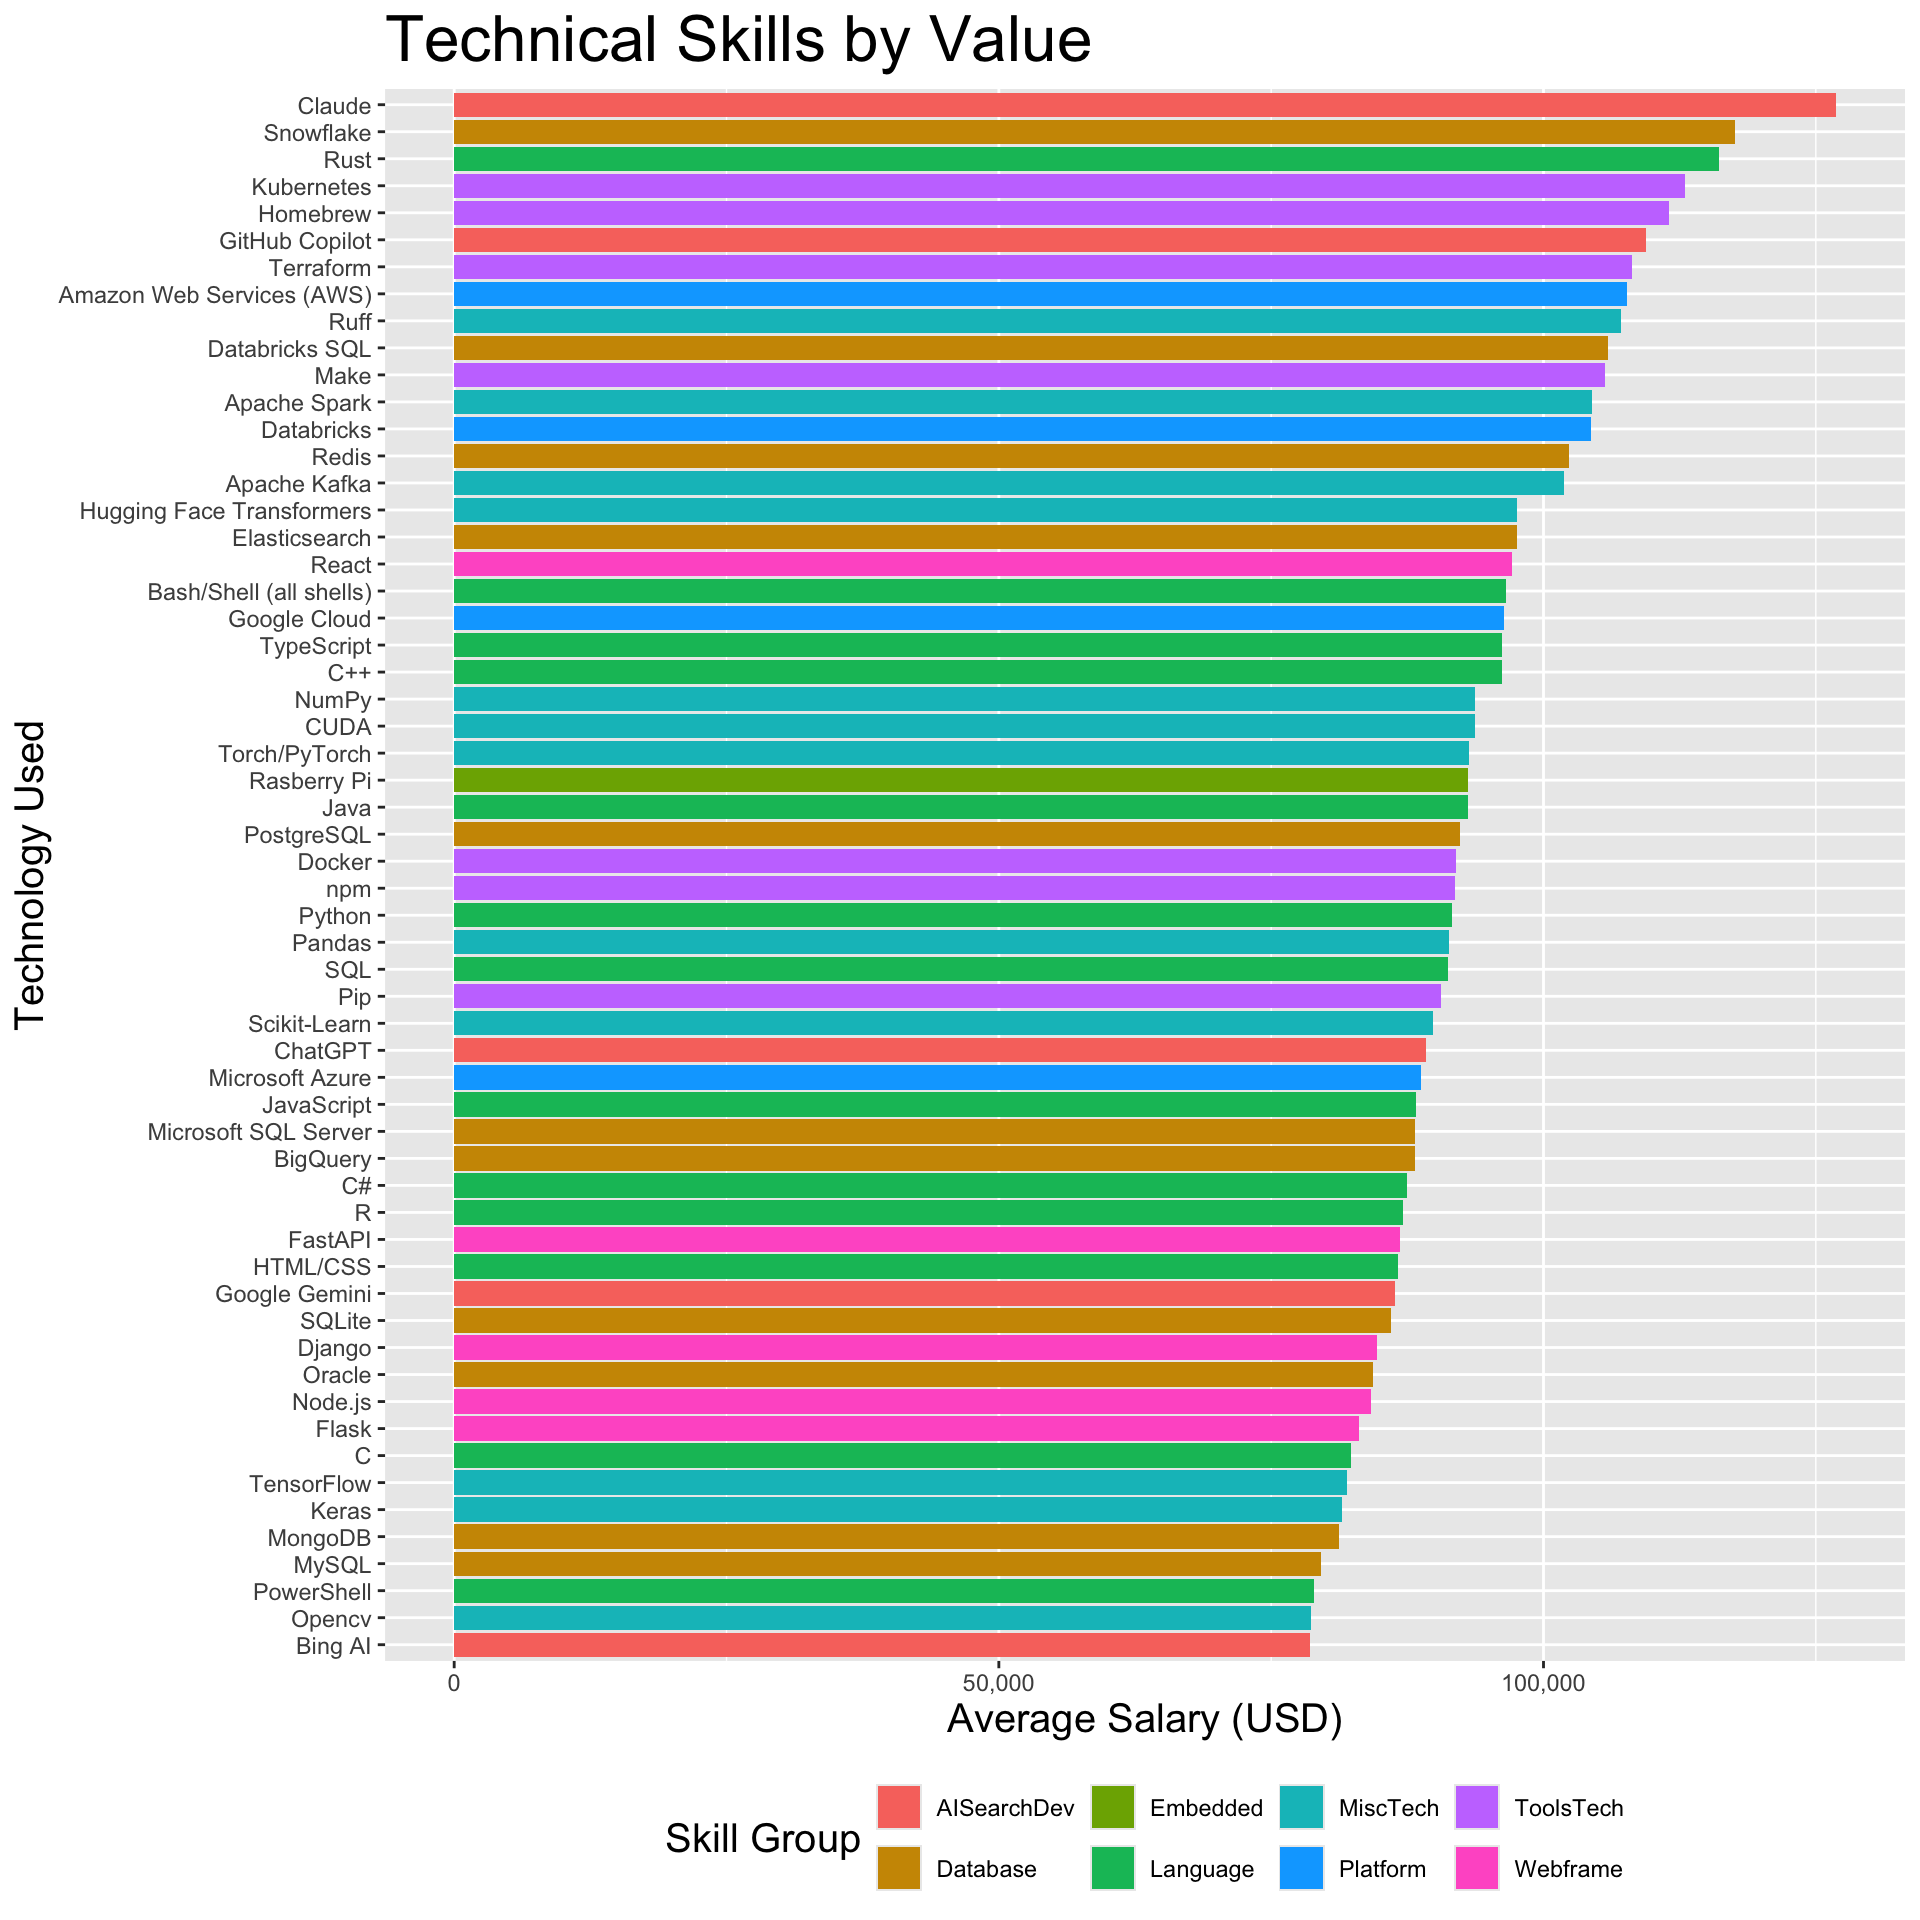 Technical Skills by Value
Claude
Snowflake
Rust
Kubernetes
Homebrew
GitHub Copilot
Terraform
Amazon Web Services (AWS)
Ruff
Databricks SQL
Make
Apache Spark
Databricks
Redis
Apache Kafka
Hugging Face Transformers
Elasticsearch
React
Bash/Shell (all shells)
Google Cloud
TypeScript
C++
NumPy
CUDA
Torch/PyTorch
Rasberry Pi
Java
PostgreSQL
Docker
npm
Python
Pandas
SQL
Pip
Scikit-Learn
ChatGPT
Microsoft Azure
JavaScript
Microsoft SQL Server
BigQuery
C#
R
FastAPI
HTML/CSS
Google Gemini
SQLite
Django
Oracle
Node.js
Flask
C
TensorFlow
Keras
MongoDB
MySQL
PowerShell
Opencv
Bing AI
Technology Used
0 50,000 100,000
Average Salary (USD)
Skill Group
AISearchDev Embedded MiscTech ToolsTech
Database Language Platform Webframe